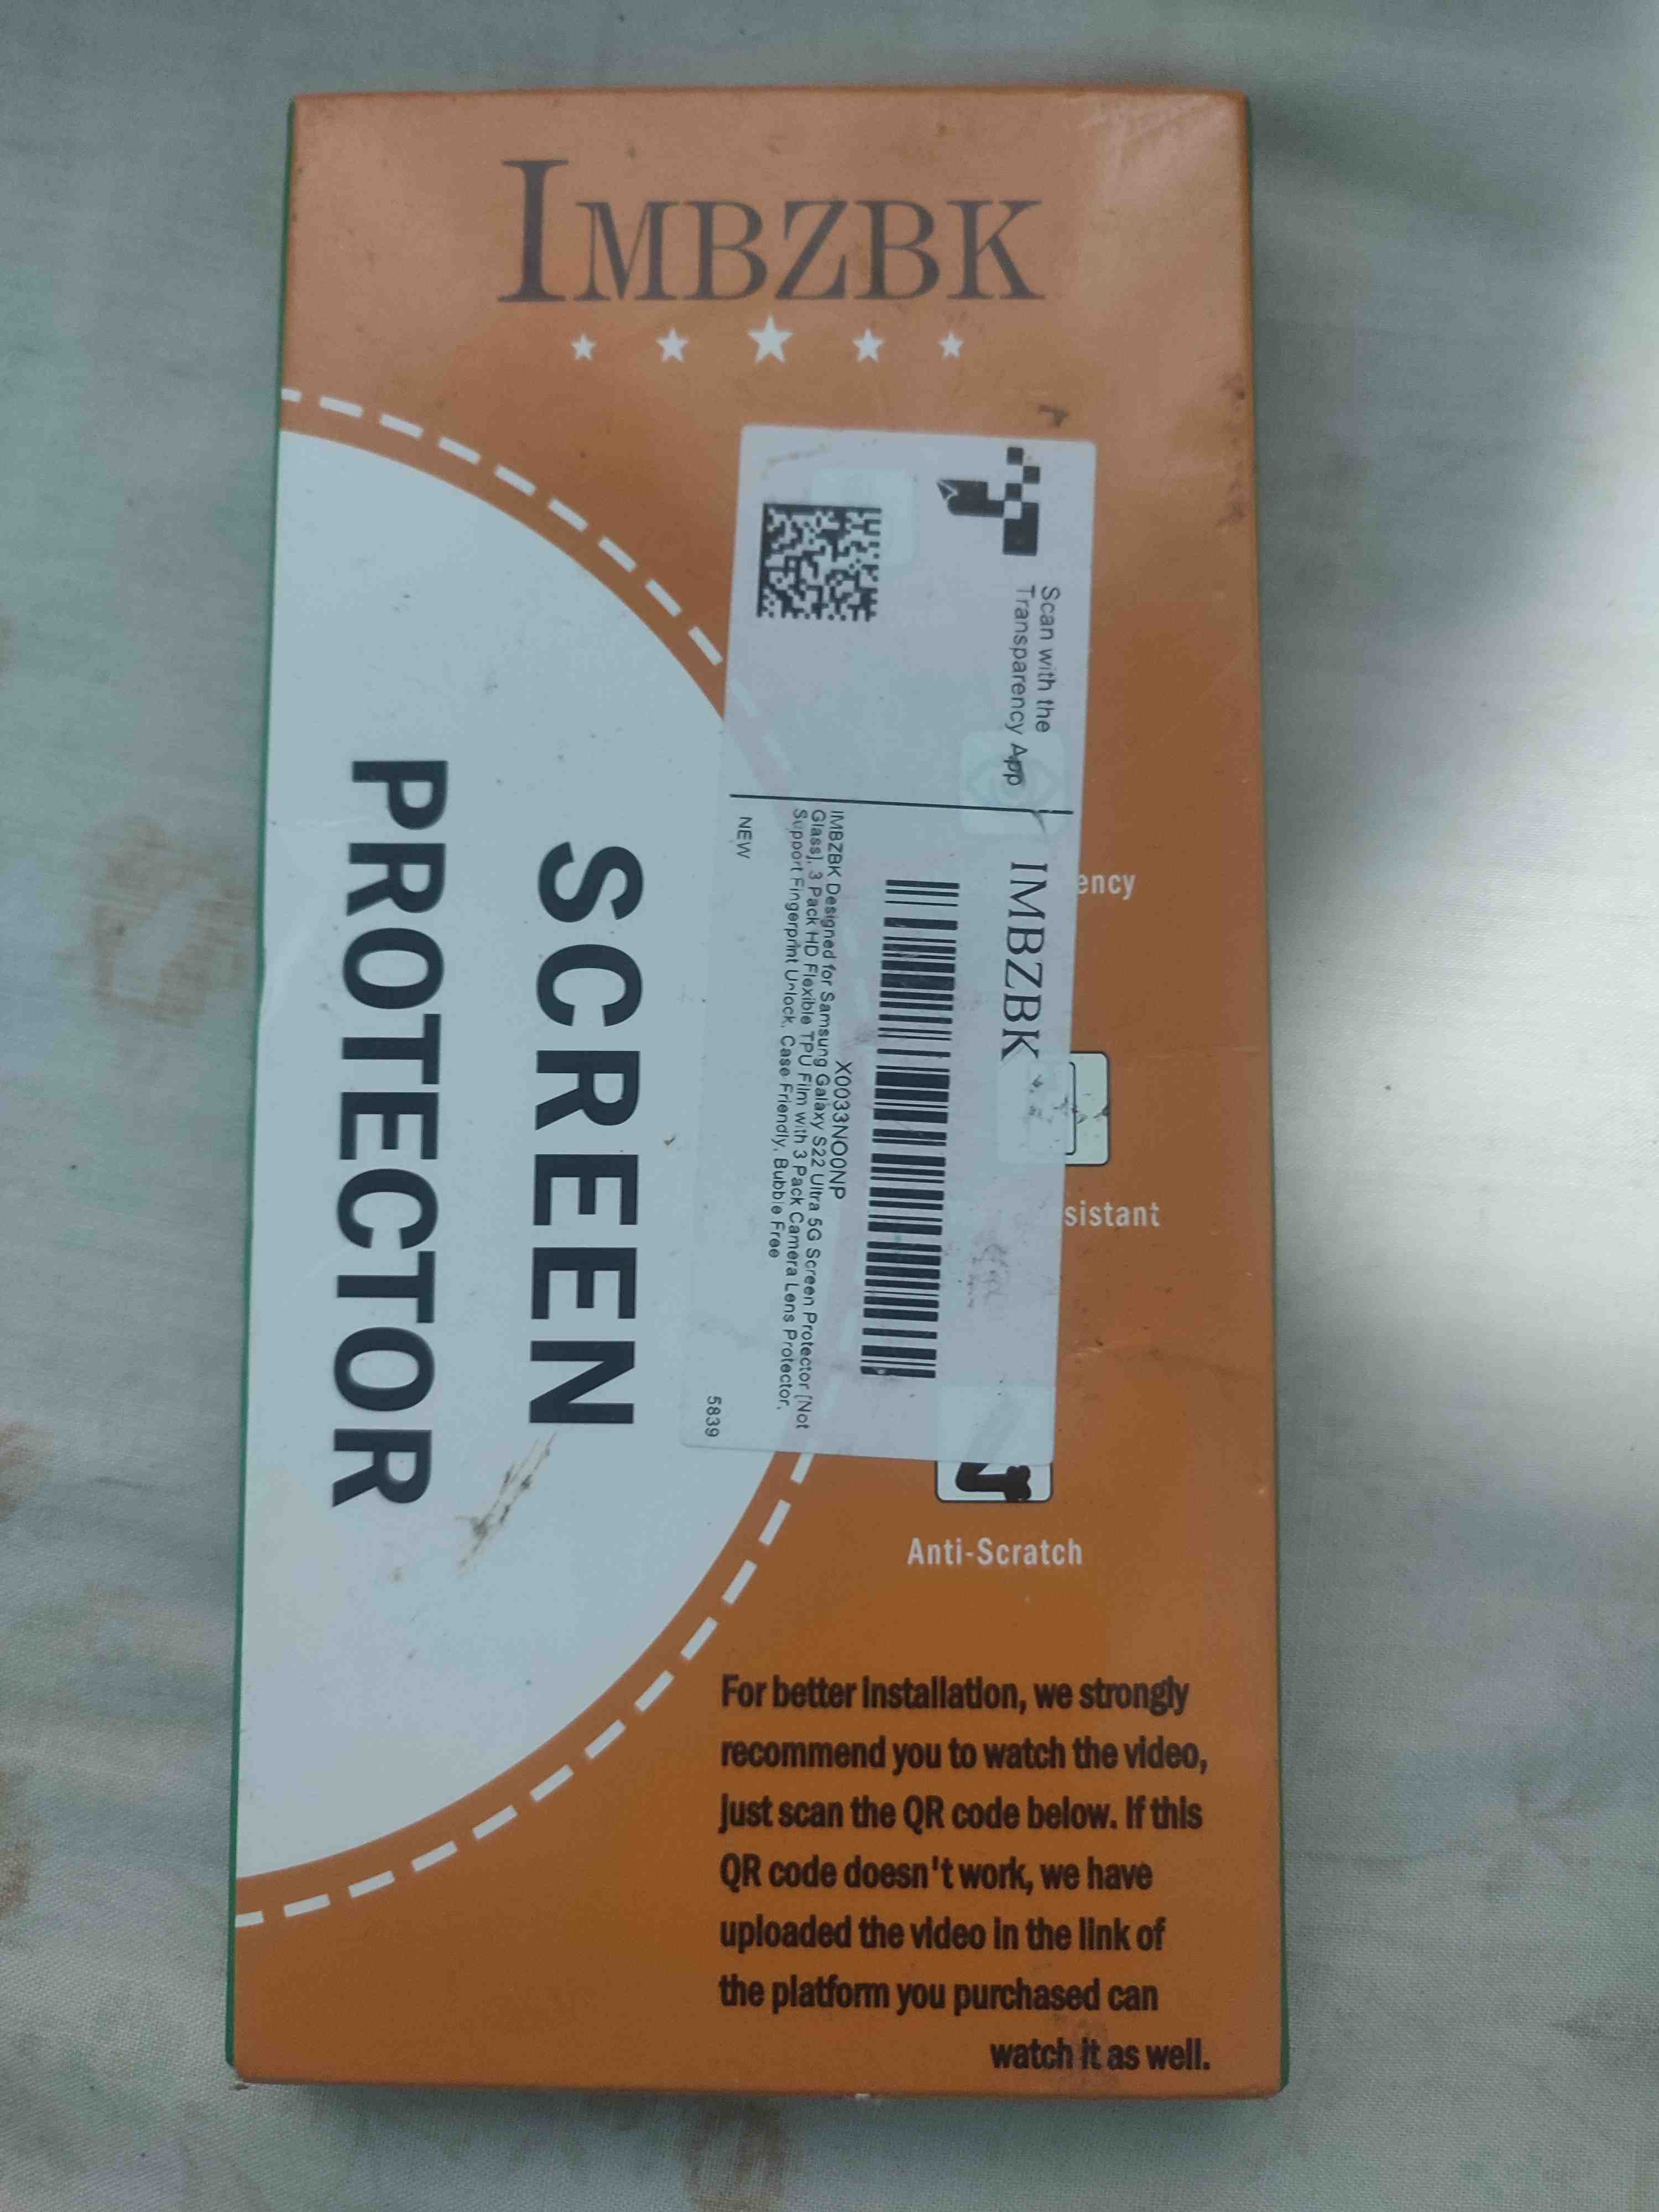 IMBZBK
Scan with the
Transparency App
IMBZBK
X0033NO0NP
IMBZBK Designed for Samsung Galaxy S22 Ultra 5G Screen Protector [Not
Glass], 3 Pack HD Flexible TPU Film with 3 Pack Camera Lens Protector,
Support Fingerprint Unlock, Case Friendly, Bubble Free
NEW
5839
ency
sistant
SCREEN
PROTECTOR
Anti-Scratch
For better installation, we strongly
recommend you to watch the video,
just scan the QR code below. If this
QR code doesn't work, we have
uploaded the video in the link of
the platform you purchased can
watch it as well.